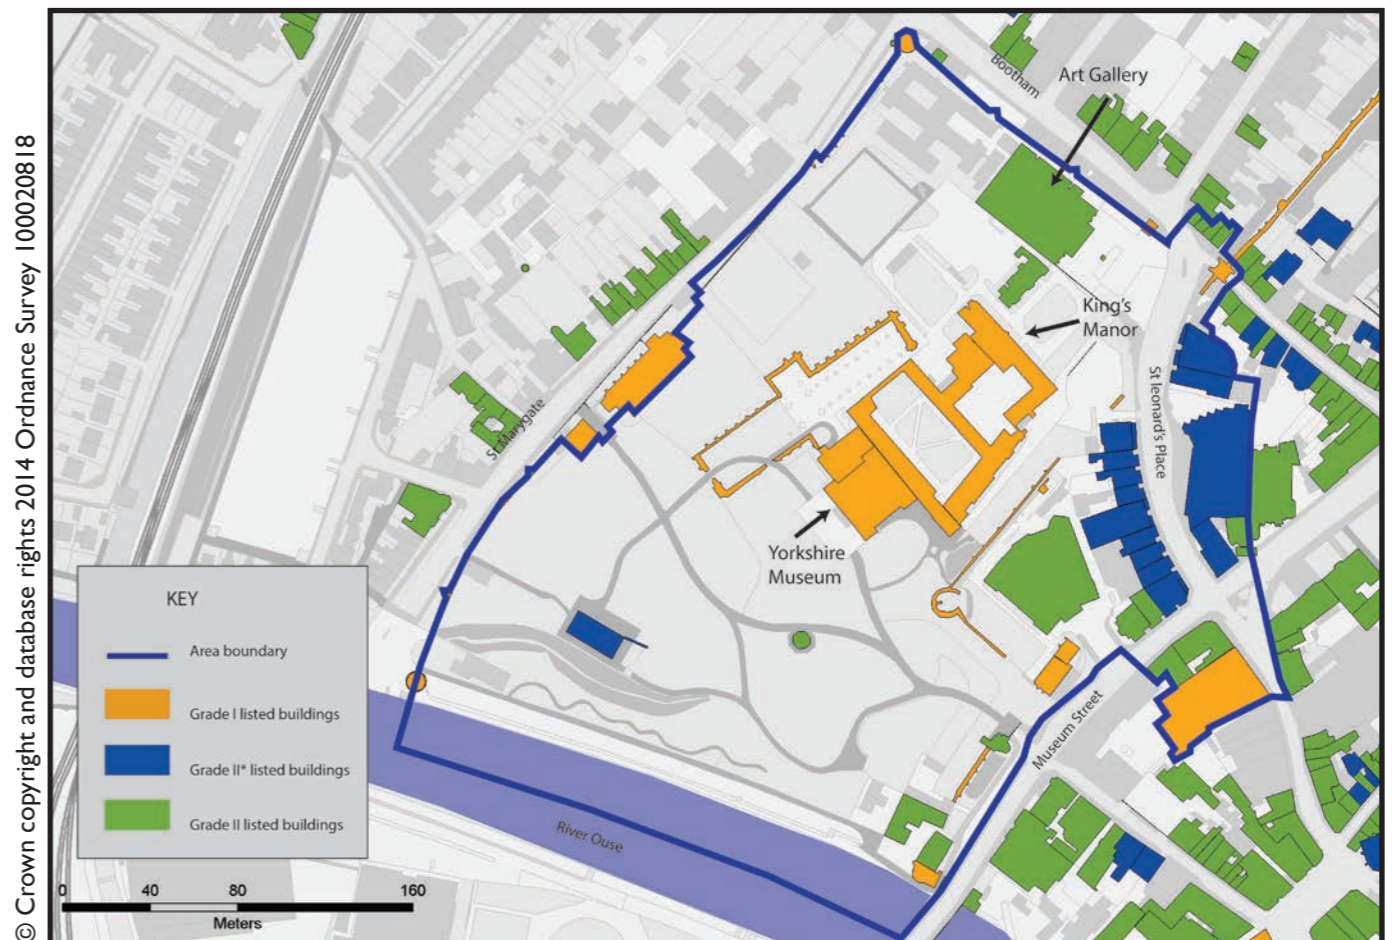 © Crown copyright and database rights 2014 Ordnance Survey 100020818
Bootham
Art Gallery
King's
Manor
St Marygate
St leonard's Place
Yorkshire
Museum
KEY
Area boundary
Grade I listed buildings
Grade II* listed buildings
Grade II listed buildings
Museum Street
River Ouse
0 40 80 160
Meters